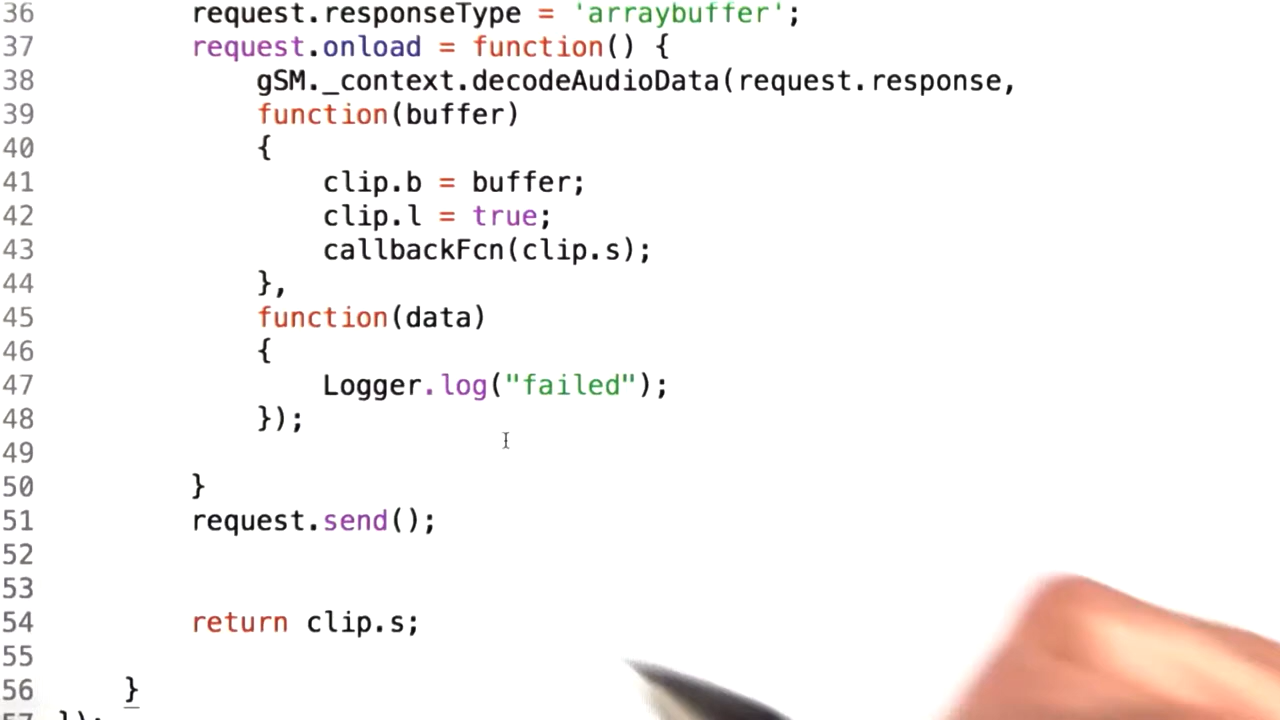 36 request.responseType = 'arraybuffer';
37 request.onload = function() {
38 gSM._context.decodeAudioData(request.response,
39 function(buffer)
40 {
41 clip.b = buffer;
42 clip.l = true;
43 callbackFcn(clip.s);
44 },
45 function(data)
46 {
47 Logger.log("failed");
48 });
49
50 }
51 request.send();
52
53
54 return clip.s;
55
56 }
57 });